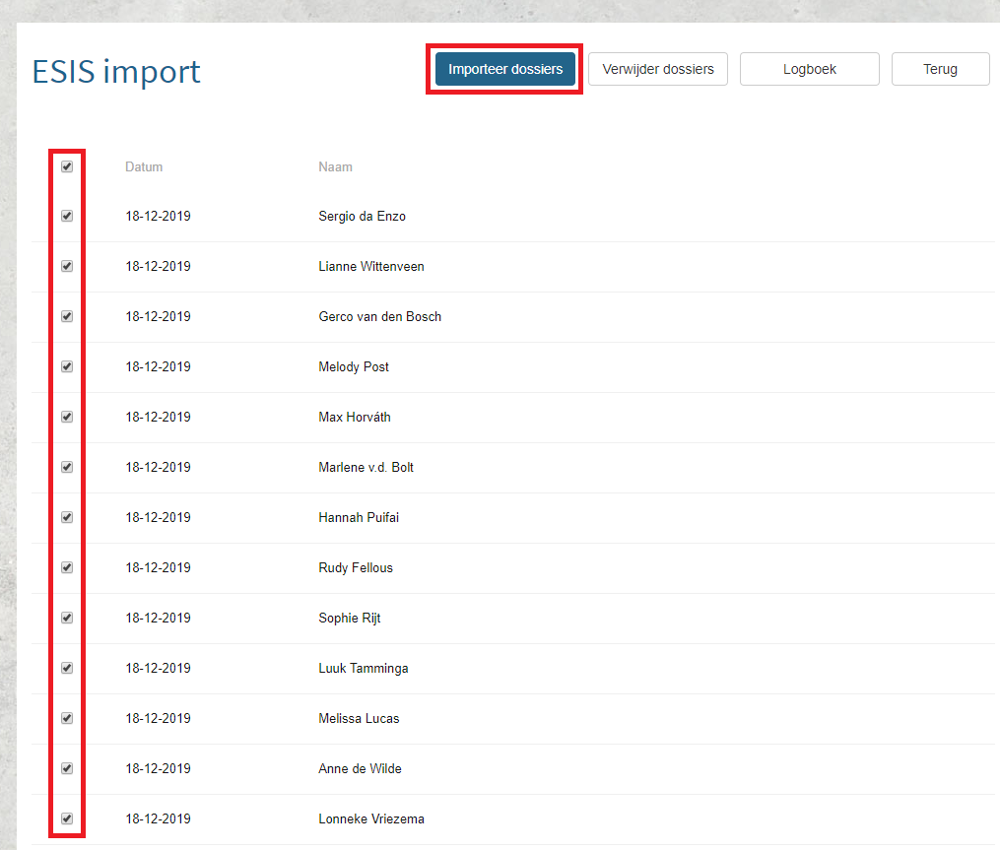 ESIS import
Importeer dossiers Verwijder dossiers Logboek Terug
Datum Naam
18-12-2019 Sergio da Enzo
18-12-2019 Lianne Wittenveen
18-12-2019 Gerco van den Bosch
18-12-2019 Melody Post
18-12-2019 Max Horváth
18-12-2019 Marlene v.d. Bolt
18-12-2019 Hannah Puifai
18-12-2019 Rudy Fellous
18-12-2019 Sophie Rijt
18-12-2019 Luuk Tamminga
18-12-2019 Melissa Lucas
18-12-2019 Anne de Wilde
18-12-2019 Lonneke Vriezema